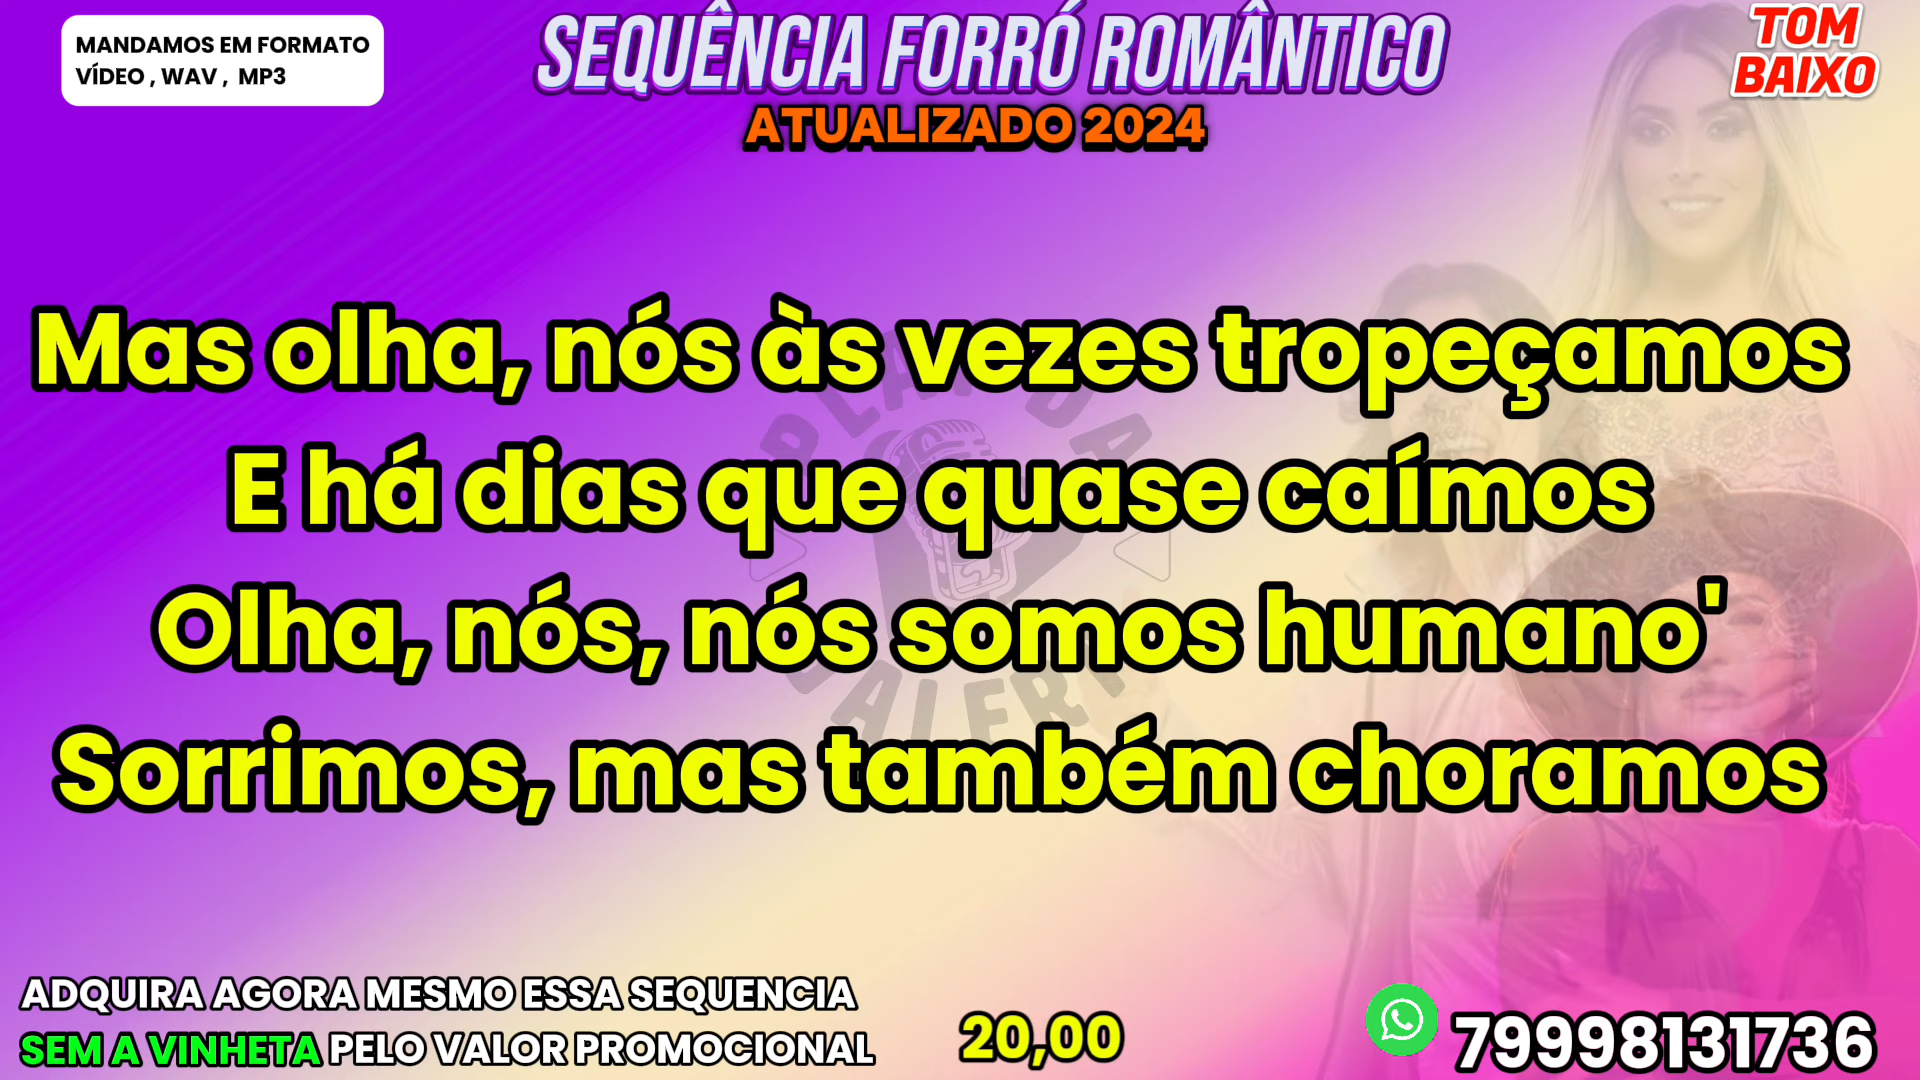 MANDAMOS EM FORMATO
VÍDEO , WAV , MP3
SEQUÊNCIA FORRÓ ROMÂNTICO
ATUALIZADO 2024
TOM
BAIXO
Mas olha, nós às vezes tropeçamos
E há dias que quase caímos
Olha, nós, nós somos humano'
Sorrimos, mas também choramos
ADQUIRA AGORA MESMO ESSA SEQUENCIA
SEM A VINHETA PELO VALOR PROMOCIONAL
20,00
79998131736